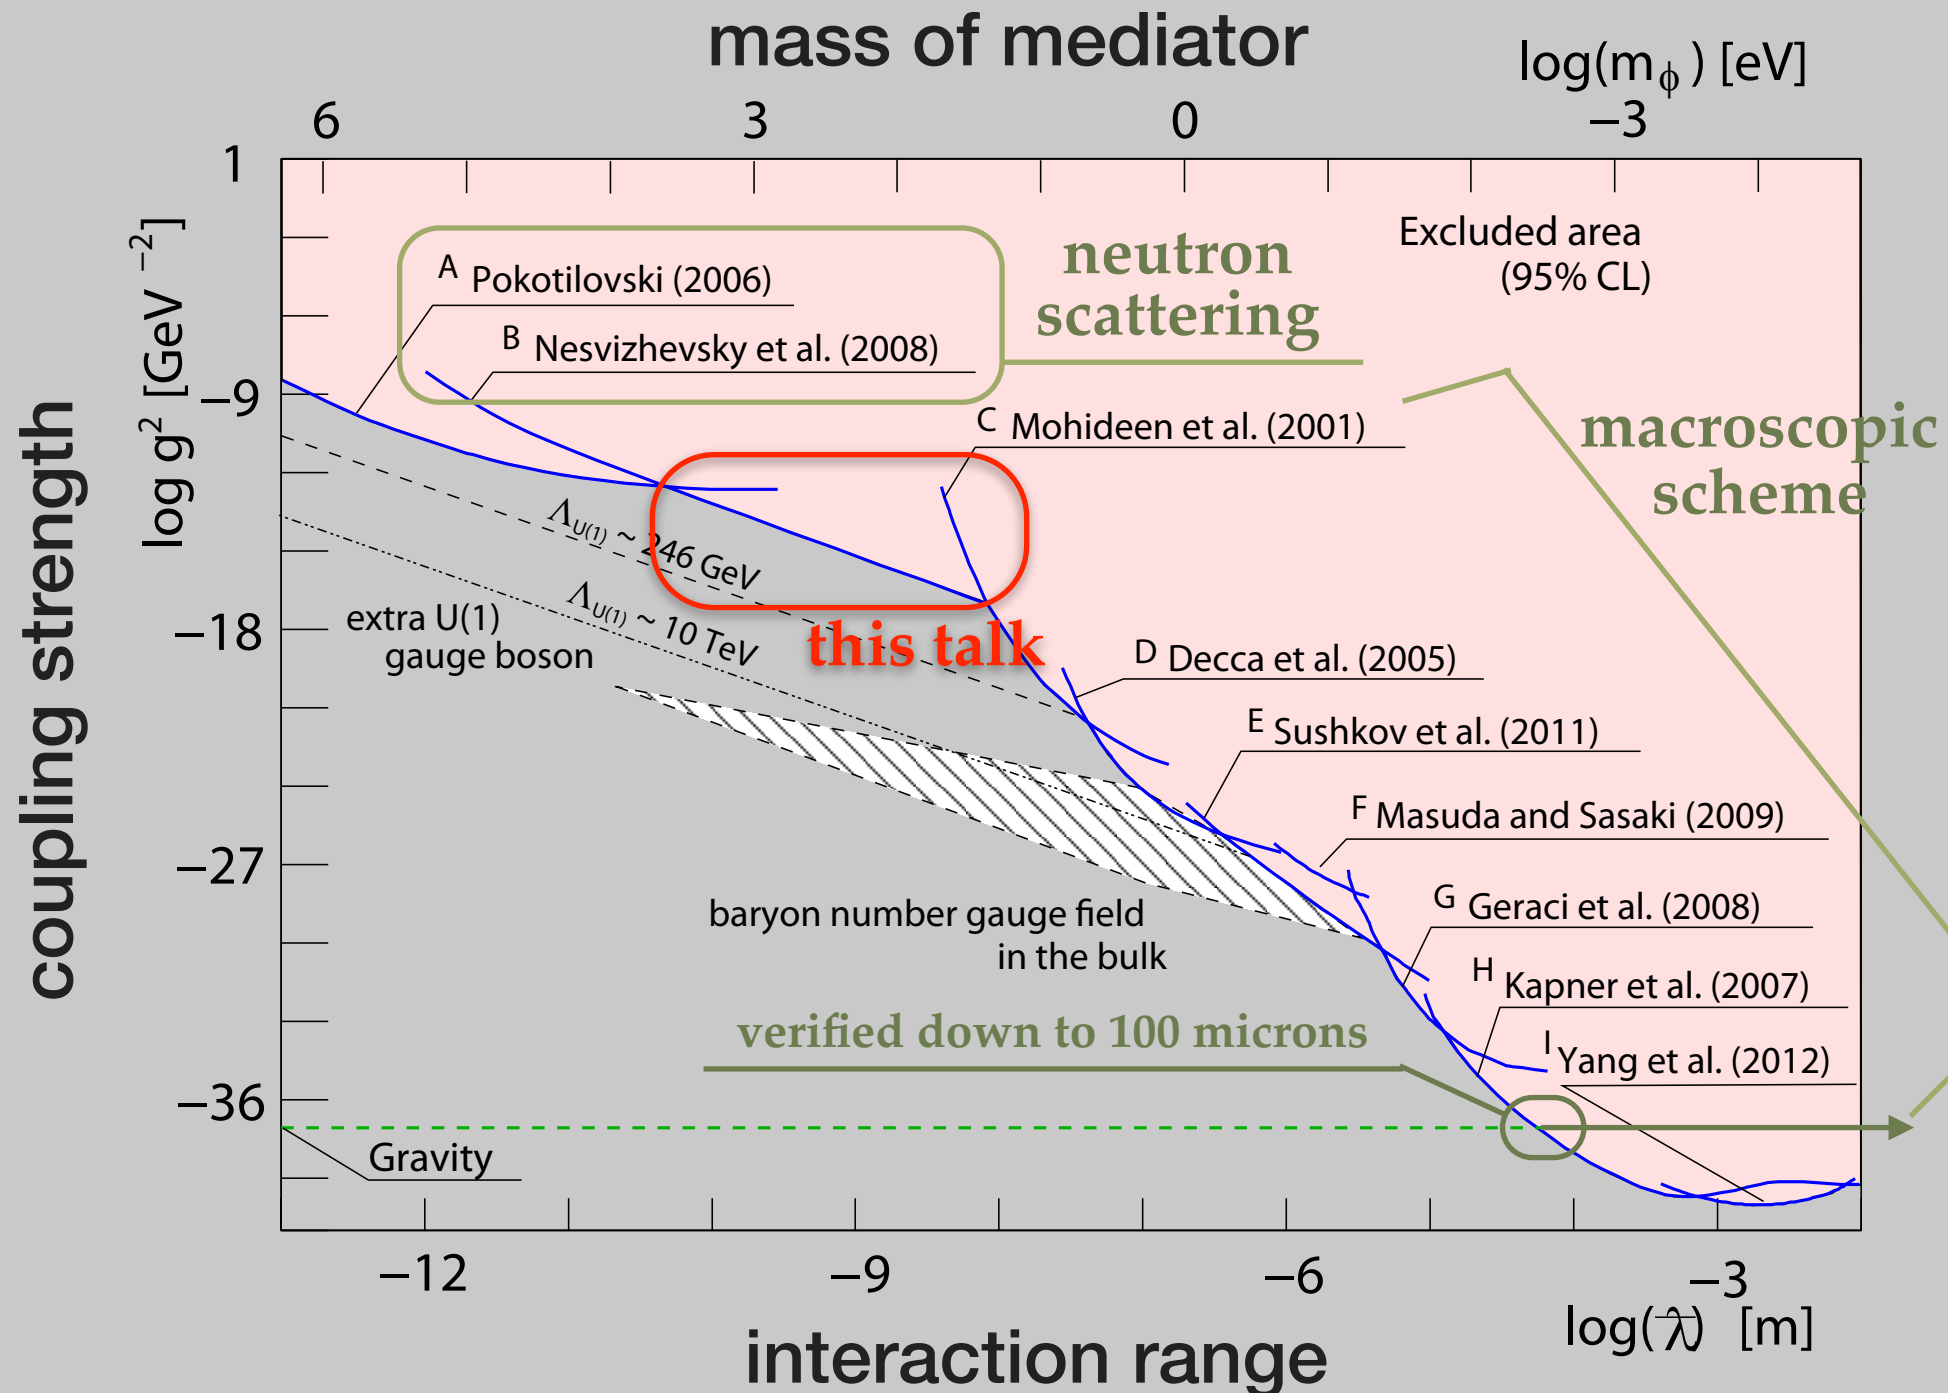 mass of mediator
log(mϕ) [eV]
6 3 0 −3
1
−9
−18
−27
−36
coupling strength
log g² [GeV⁻²]
A Pokotilovski (2006)
B Nesvizhevsky et al. (2008)
neutron
scattering
Excluded area
(95% CL)
C Mohideen et al. (2001)
macroscopic
scheme
ΛU(1) ~ 246 GeV
ΛU(1) ~ 10 TeV
extra U(1)
gauge boson
this talk
D Decca et al. (2005)
E Sushkov et al. (2011)
F Masuda and Sasaki (2009)
G Geraci et al. (2008)
baryon number gauge field
in the bulk
H Kapner et al. (2007)
verified down to 100 microns
I Yang et al. (2012)
Gravity
−12 −9 −6 −3
log(ƛ) [m]
interaction range